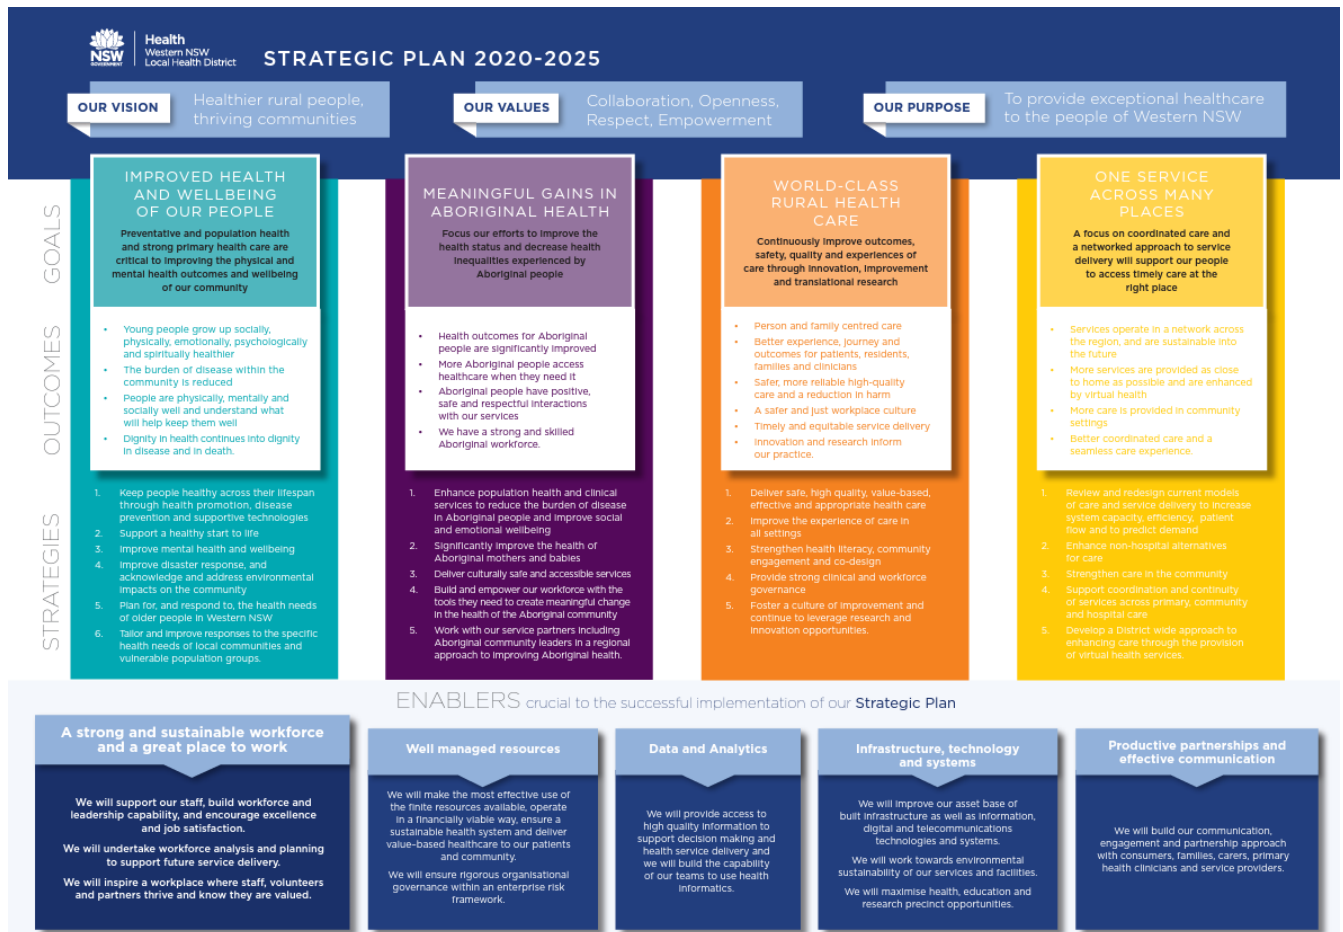 Health
Western NSW
Local Health District
NSW
GOVERNMENT
STRATEGIC PLAN 2020-2025
OUR VISION
Healthier rural people,
thriving communities
OUR VALUES
Collaboration, Openness,
Respect, Empowerment
OUR PURPOSE
To provide exceptional healthcare
to the people of Western NSW
GOALS
IMPROVED HEALTH
AND WELLBEING
OF OUR PEOPLE
Preventative and population health
and strong primary health care are
critical to improving the physical and
mental health outcomes and wellbeing
of our community
MEANINGFUL GAINS IN
ABORIGINAL HEALTH
Focus our efforts to improve the
health status and decrease health
inequalities experienced by
Aboriginal people
WORLD-CLASS
RURAL HEALTH
CARE
Continuously improve outcomes,
safety, quality and experiences of
care through innovation, improvement
and translational research
ONE SERVICE
ACROSS MANY
PLACES
A focus on coordinated care and
a networked approach to service
delivery will support our people
to access timely care at the
right place
OUTCOMES
• Young people grow up socially,
physically, emotionally, psychologically
and spiritually healthier
• The burden of disease within the
community is reduced
• People are physically, mentally and
socially well and understand what
will help keep them well
• Dignity in health continues into dignity
in disease and in death.
• Health outcomes for Aboriginal
people are significantly improved
• More Aboriginal people access
healthcare when they need it
• Aboriginal people have positive,
safe and respectful interactions
with our services
• We have a strong and skilled
Aboriginal workforce.
• Person and family centred care
• Better experience, journey and
outcomes for patients, residents,
families and clinicians
• Safer, more reliable high-quality
care and a reduction in harm
• A safer and just workplace culture
• Timely and equitable service delivery
• Innovation and research inform
our practice.
• Services operate in a network across
the region, and are sustainable into
the future
• More services are provided as close
to home as possible and are enhanced
by virtual health
• More care is provided in community
settings
• Better coordinated care and a
seamless care experience.
STRATEGIES
1. Keep people healthy across their lifespan
through health promotion, disease
prevention and supportive technologies
2. Support a healthy start to life
3. Improve mental health and wellbeing
4. Improve disaster response, and
acknowledge and address environmental
impacts on the community
5. Plan for, and respond to, the health needs
of older people in Western NSW
6. Tailor and improve responses to the specific
health needs of local communities and
vulnerable population groups.
1. Enhance population health and clinical
services to reduce the burden of disease
in Aboriginal people and improve social
and emotional wellbeing
2. Significantly improve the health of
Aboriginal mothers and babies
3. Deliver culturally safe and accessible services
4. Build and empower our workforce with the
tools they need to create meaningful change
in the health of the Aboriginal community
5. Work with our service partners including
Aboriginal community leaders in a regional
approach to improving Aboriginal health.
1. Deliver safe, high quality, value-based,
effective and appropriate health care
2. Improve the experience of care in
all settings
3. Strengthen health literacy, community
engagement and co-design
4. Provide strong clinical and workforce
governance
5. Foster a culture of improvement and
continue to leverage research and
innovation opportunities.
1. Review and redesign current models
of care and service delivery to increase
system capacity, efficiency, patient
flow and to predict demand
2. Enhance non-hospital alternatives
for care
3. Strengthen care in the community
4. Support coordination and continuity
of services across primary, community
and hospital care
5. Develop a District wide approach to
enhancing care through the provision
of virtual health services.
ENABLERS crucial to the successful implementation of our Strategic Plan
A strong and sustainable workforce
and a great place to work
We will support our staff, build workforce and
leadership capability, and encourage excellence
and job satisfaction.
We will undertake workforce analysis and planning
to support future service delivery.
We will inspire a workplace where staff, volunteers
and partners thrive and know they are valued.
Well managed resources
We will make the most effective use of
the finite resources available, operate
in a financially viable way, ensure a
sustainable health system and deliver
value-based healthcare to our patients
and community.
We will ensure rigorous organisational
governance within an enterprise risk
framework.
Data and Analytics
We will provide access to
high quality information to
support decision making and
health service delivery and
we will build the capability
of our teams to use health
informatics.
Infrastructure, technology
and systems
We will improve our asset base of
built infrastructure as well as information,
digital and telecommunications
technologies and systems.
We will work towards environmental
sustainability of our services and facilities.
We will maximise health, education and
research precinct opportunities.
Productive partnerships and
effective communication
We will build our communication,
engagement and partnership approach
with consumers, families, carers, primary
health clinicians and service providers.